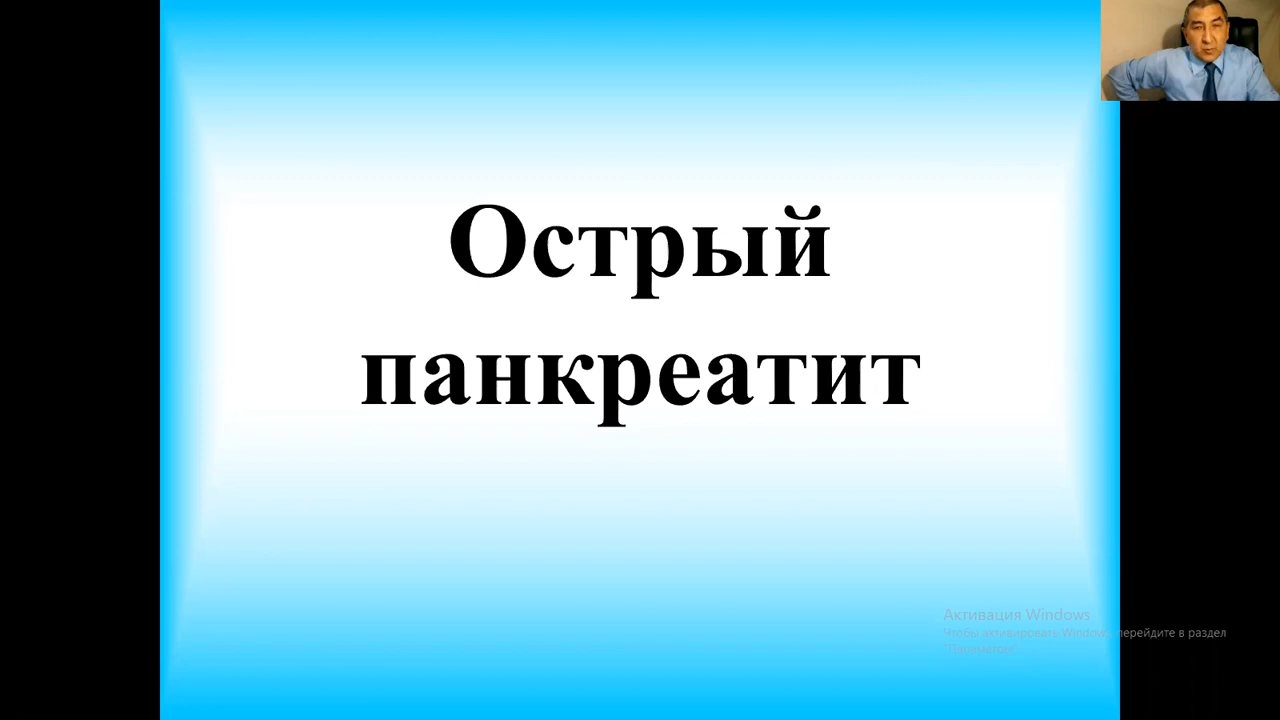 Острый
панкреатит
Активация Windows
Чтобы активировать Windows, перейдите в раздел
"Параметры".